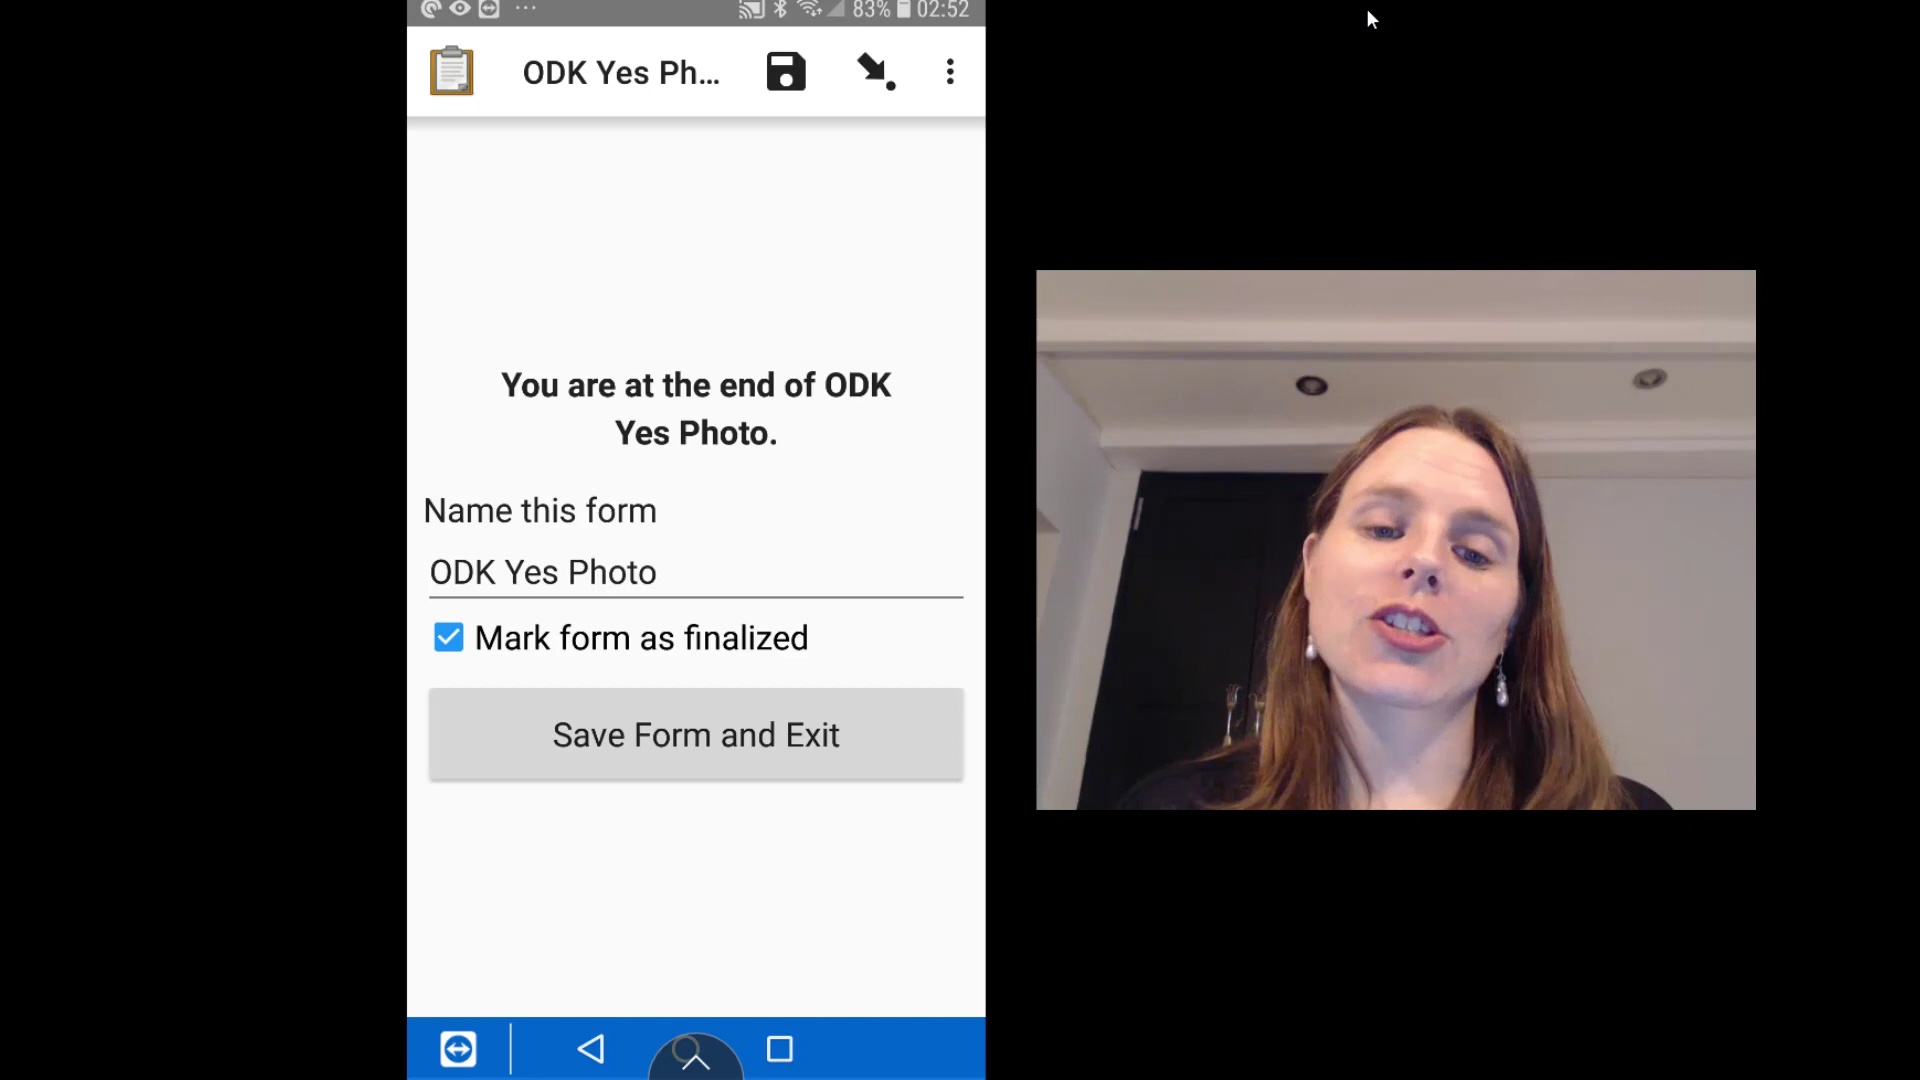 83% 02:52
ODK Yes Ph...
You are at the end of ODK
Yes Photo.
Name this form
ODK Yes Photo
Mark form as finalized
Save Form and Exit